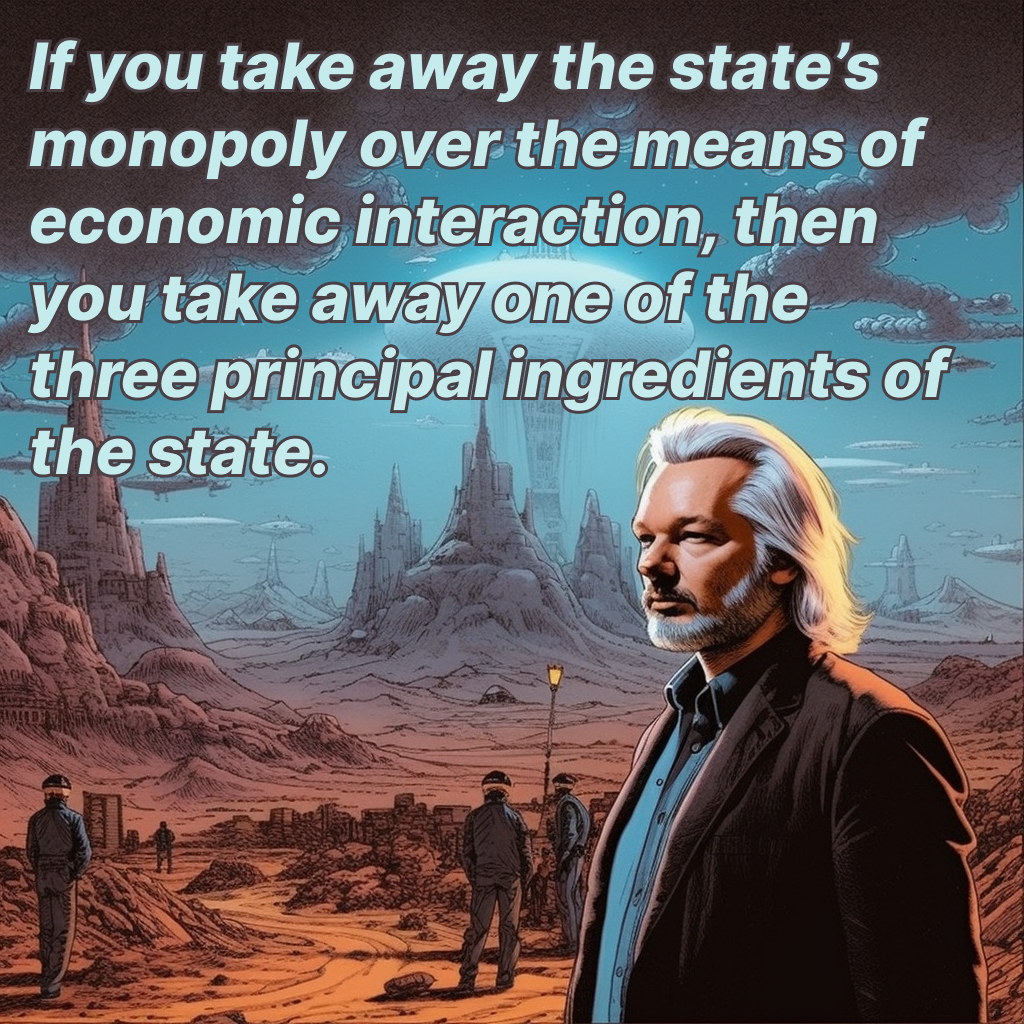 If you take away the state’s
monopoly over the means of
economic interaction, then
you take away one of the
three principal ingredients of
the state.